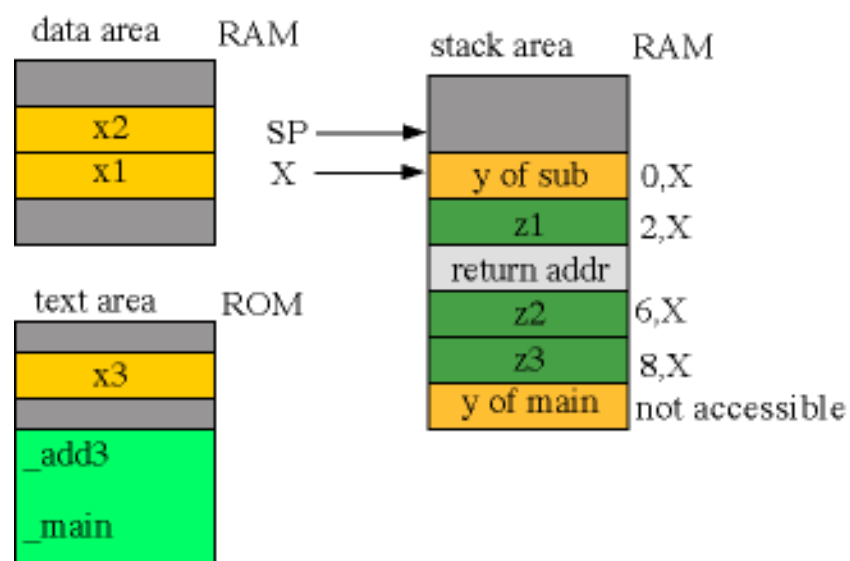 data area RAM
x2
x1
text area ROM
x3
_add3
_main
stack area RAM
SP
X
y of sub 0,X
z1 2,X
return addr
z2 6,X
z3 8,X
y of main not accessible